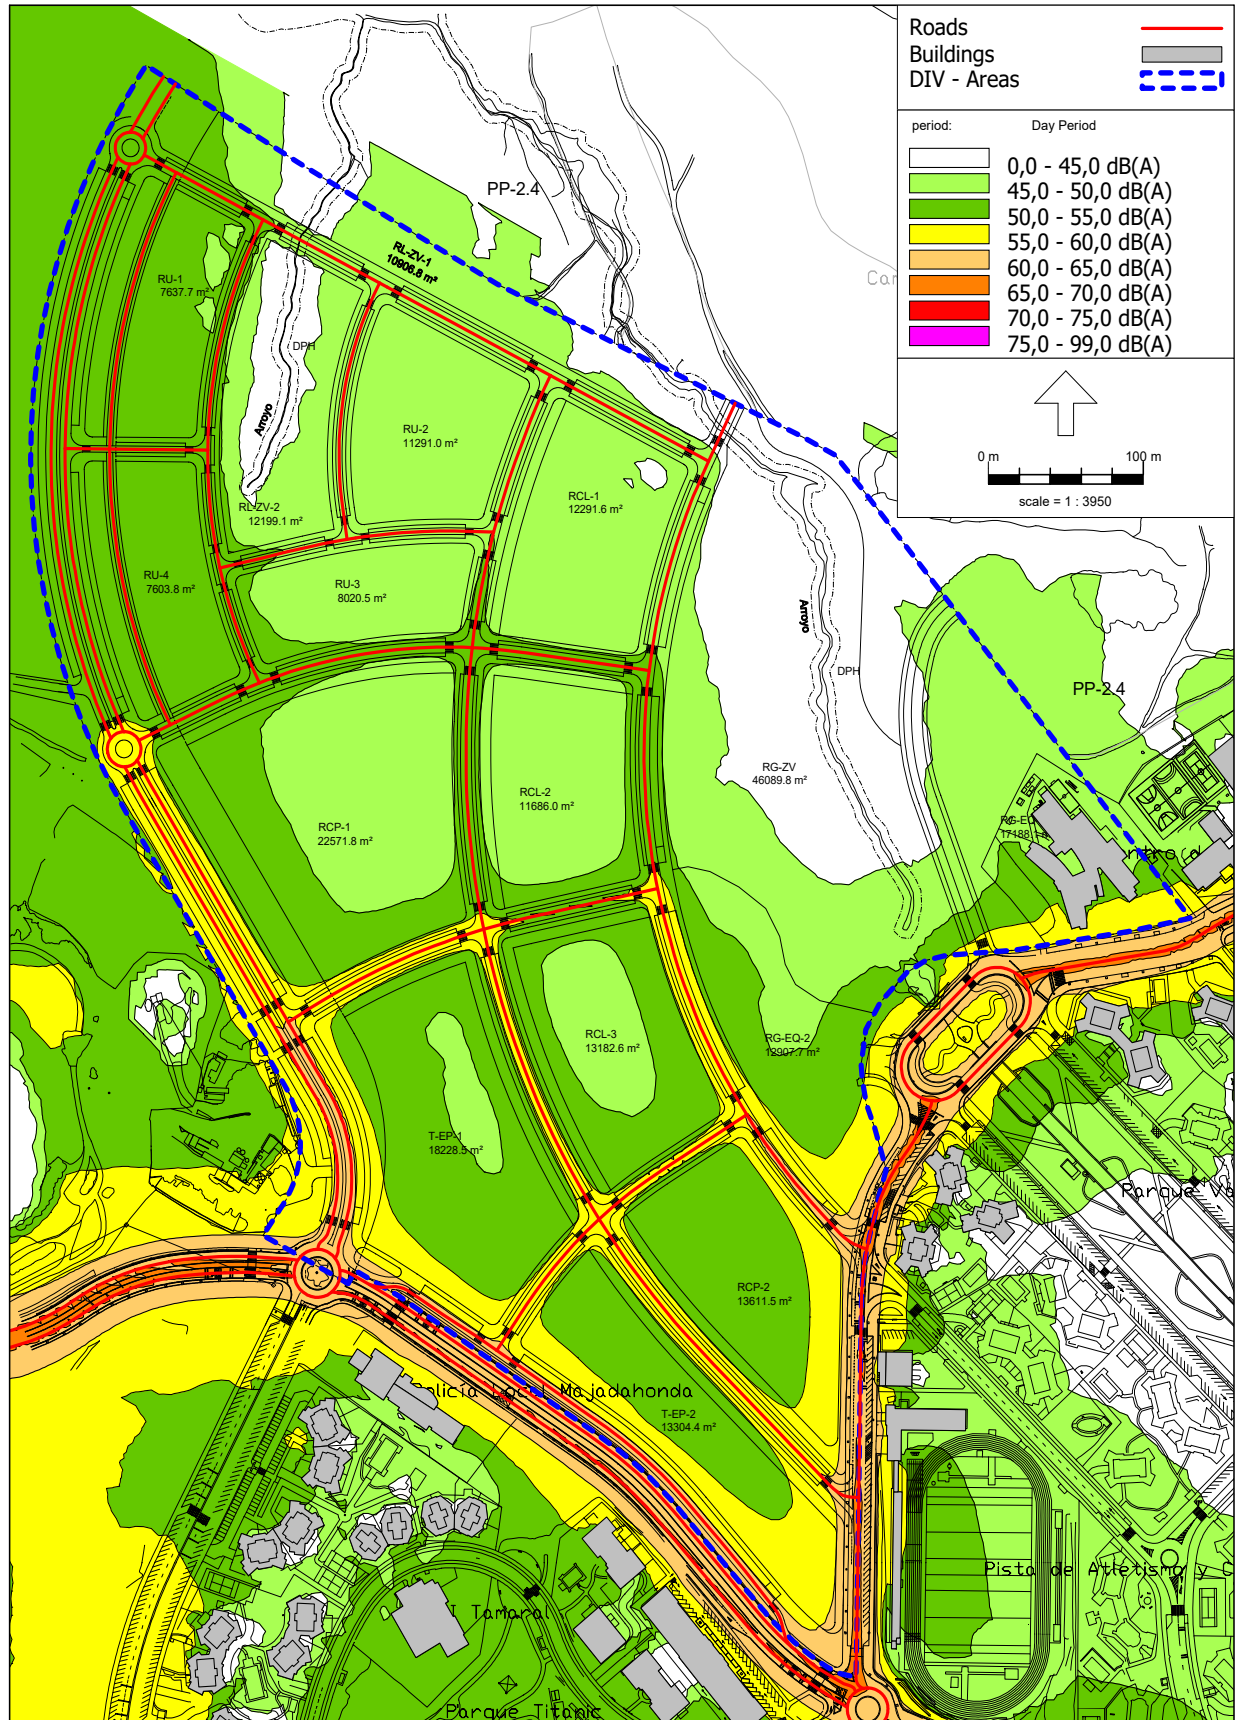 Roads
Buildings
DIV - Areas
period: Day Period
0,0 - 45,0 dB(A)
45,0 - 50,0 dB(A)
50,0 - 55,0 dB(A)
55,0 - 60,0 dB(A)
60,0 - 65,0 dB(A)
65,0 - 70,0 dB(A)
70,0 - 75,0 dB(A)
75,0 - 99,0 dB(A)
0 m 100 m
scale = 1 : 3950
PP-2.4
RL-ZV-1
10906.8 m²
RU-1
7637.7 m²
DPH
Arroyo
RU-2
11291.0 m²
RL-ZV-2
12199.1 m²
RCL-1
12291.6 m²
RU-3
8020.5 m²
RU-4
7603.8 m²
Arroyo
DPH
PP-2.4
RG-ZV
46089.8 m²
RCL-2
11686.0 m²
RCP-1
22571.8 m²
RCL-3
13182.6 m²
RG-EQ-2
12907.7 m²
T-EP-1
18228.5 m²
Parque
RCP-2
13611.5 m²
Policía Local Majadahonda
T-EP-2
13304.4 m²
Pista de Atletismo y C
Tamaral
Parque Titanic